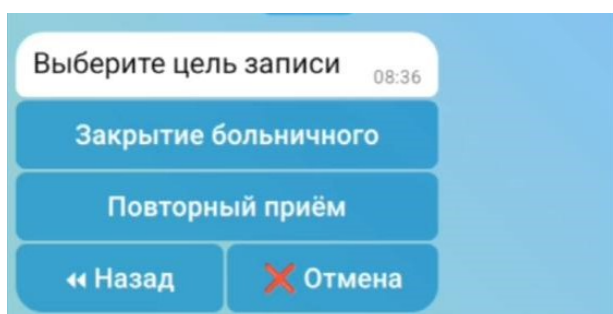 Выберите цель записи 08:36
Закрытие больничного
Повторный приём
Назад
Отмена